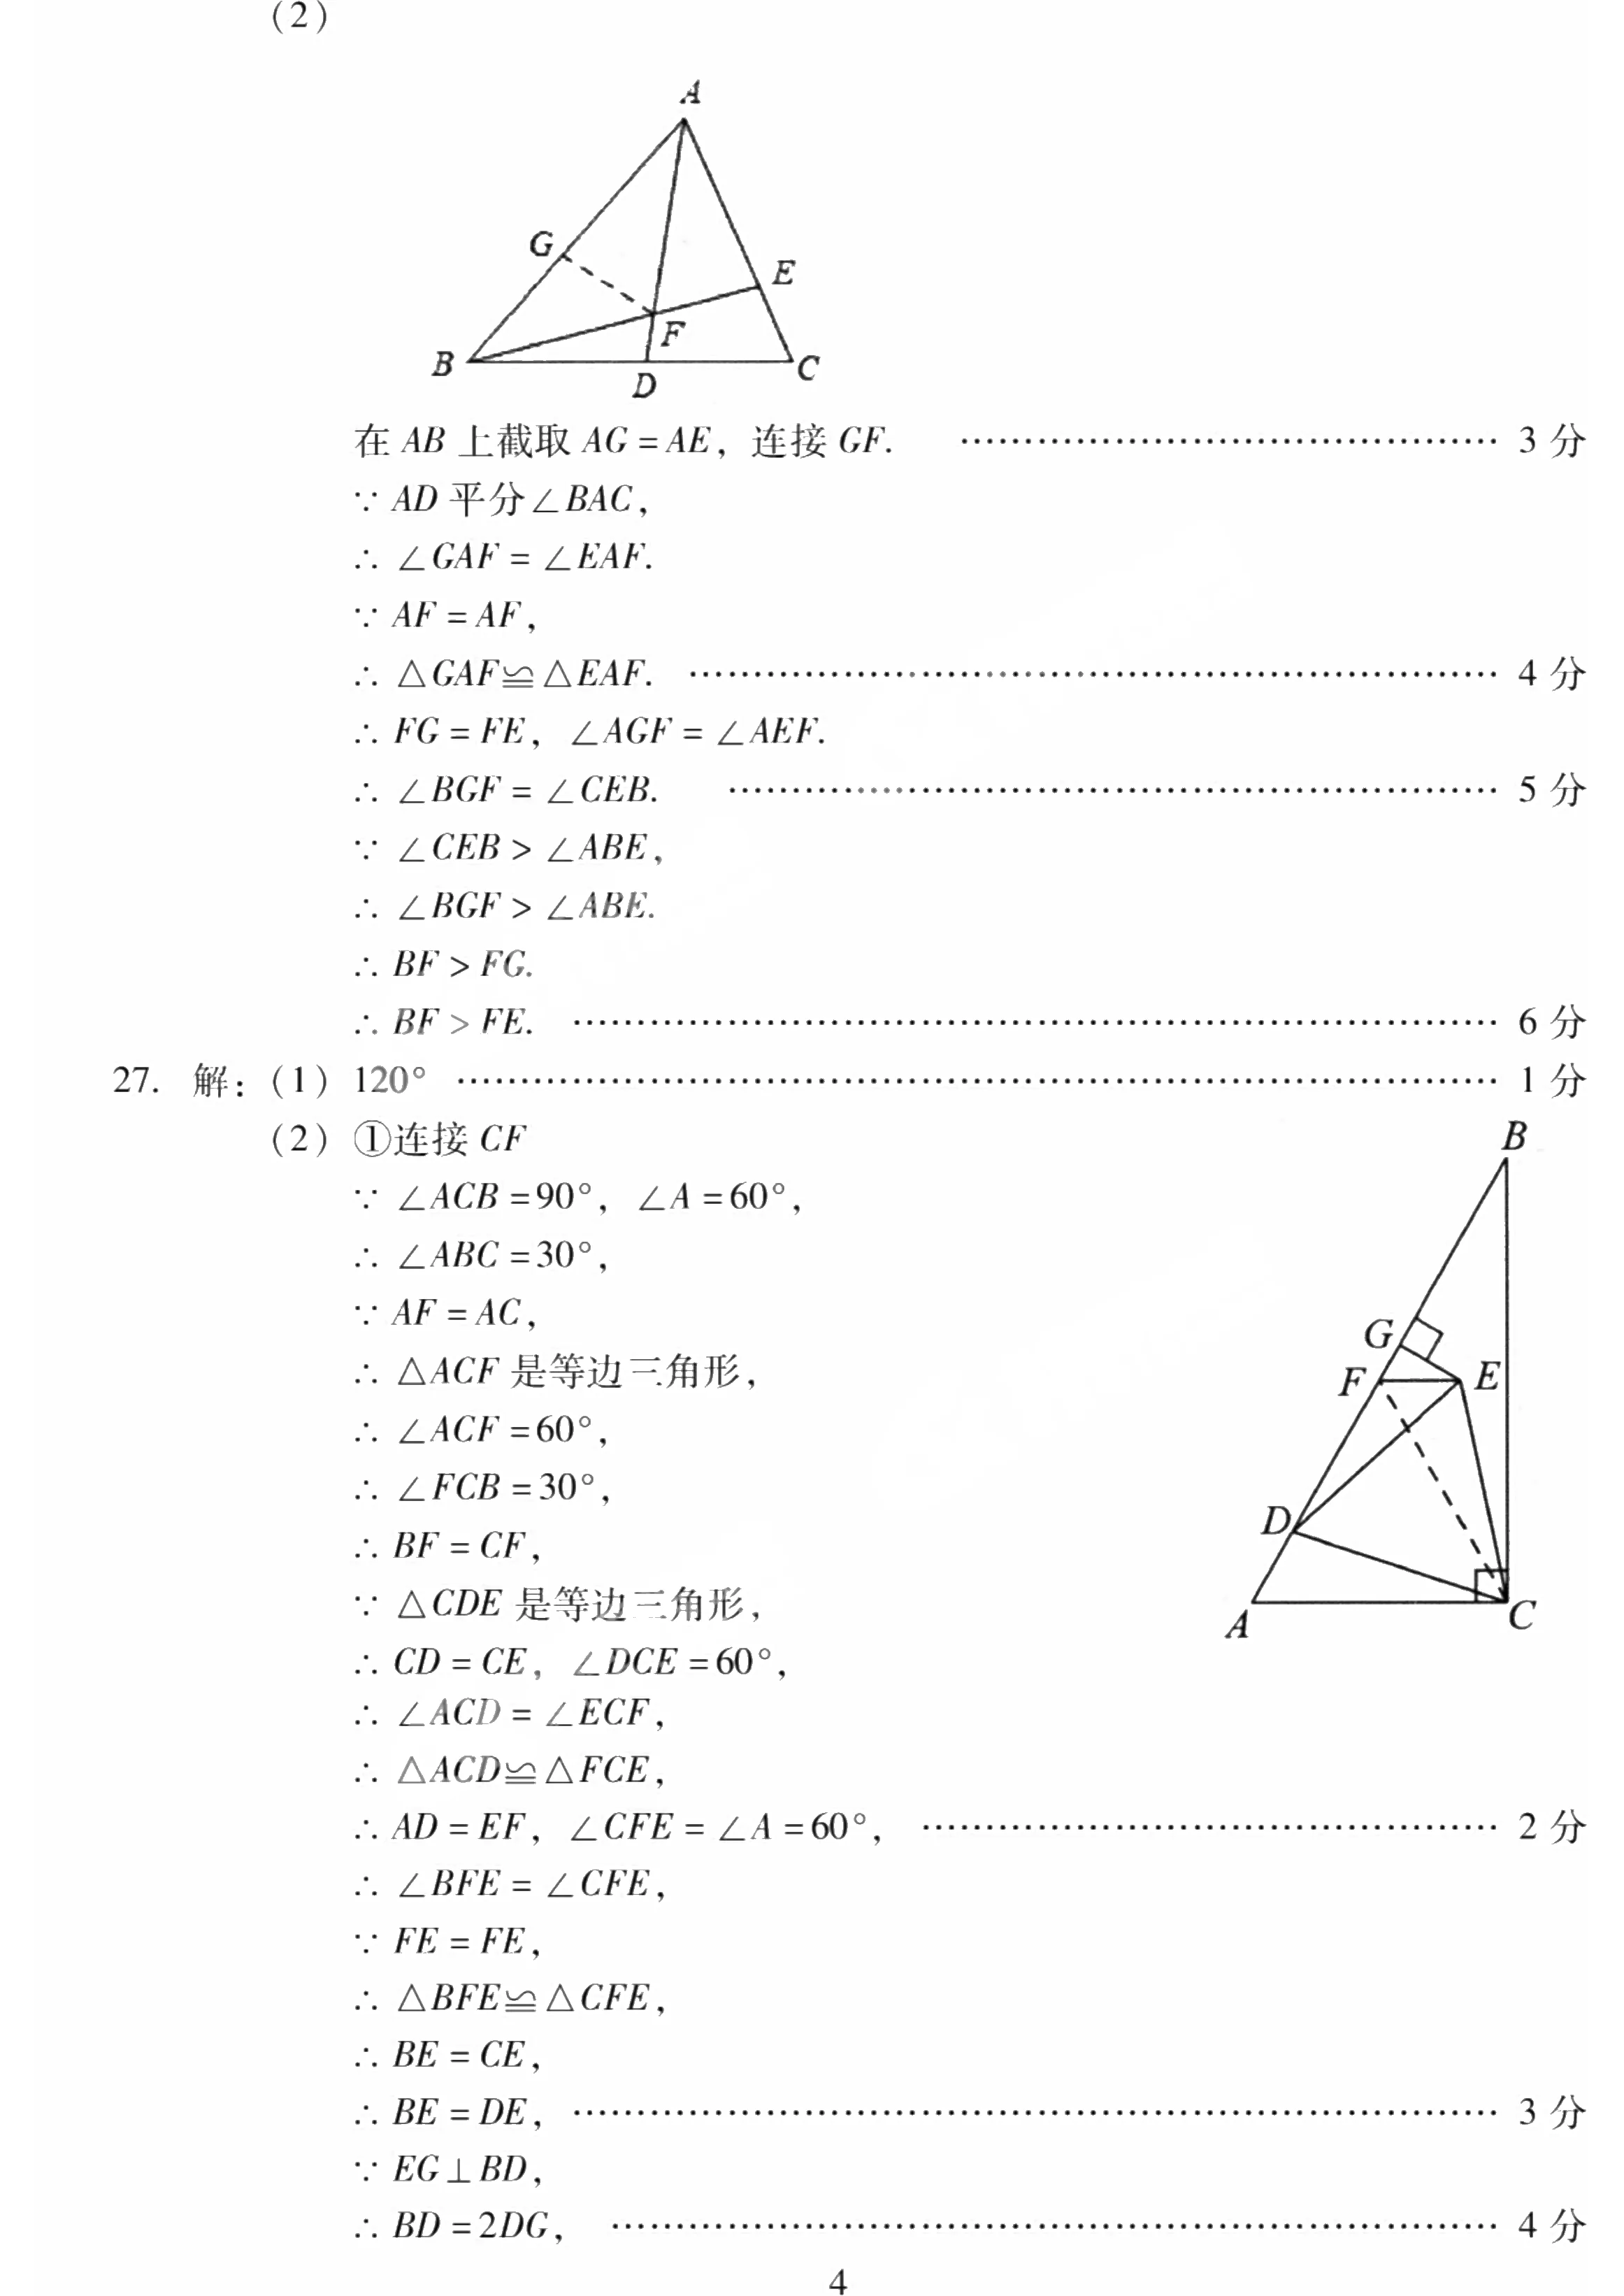 (2)
A
G
E
F
B
D
C
在 AB 上截取 AG = AE, 连接 GF. …… 3 分
∵ AD 平分∠BAC,
∴ ∠GAF = ∠EAF.
∵ AF = AF,
∴ △GAF≌△EAF. …… 4 分
∴ FG = FE, ∠AGF = ∠AEF.
∴ ∠BGF = ∠CEB. …… 5 分
∵ ∠CEB > ∠ABE,
∴ ∠BGF > ∠ABE.
∴ BF > FG.
∴ BF > FE. …… 6 分
27. 解: (1) 120° …… 1 分
(2) ①连接 CF
∵ ∠ACB = 90°, ∠A = 60°,
∴ ∠ABC = 30°,
∵ AF = AC,
∴ △ACF 是等边三角形,
∴ ∠ACF = 60°,
∴ ∠FCB = 30°,
∴ BF = CF,
∵ △CDE 是等边三角形,
∴ CD = CE, ∠DCE = 60°,
∴ ∠ACD = ∠ECF,
∴ △ACD≌△FCE,
∴ AD = EF, ∠CFE = ∠A = 60°, …… 2 分
∴ ∠BFE = ∠CFE,
∵ FE = FE,
∴ △BFE≌△CFE,
∴ BE = CE,
∴ BE = DE, …… 3 分
∵ EG⊥BD,
∴ BD = 2DG, …… 4 分
B
G
F
E
D
A
C
4